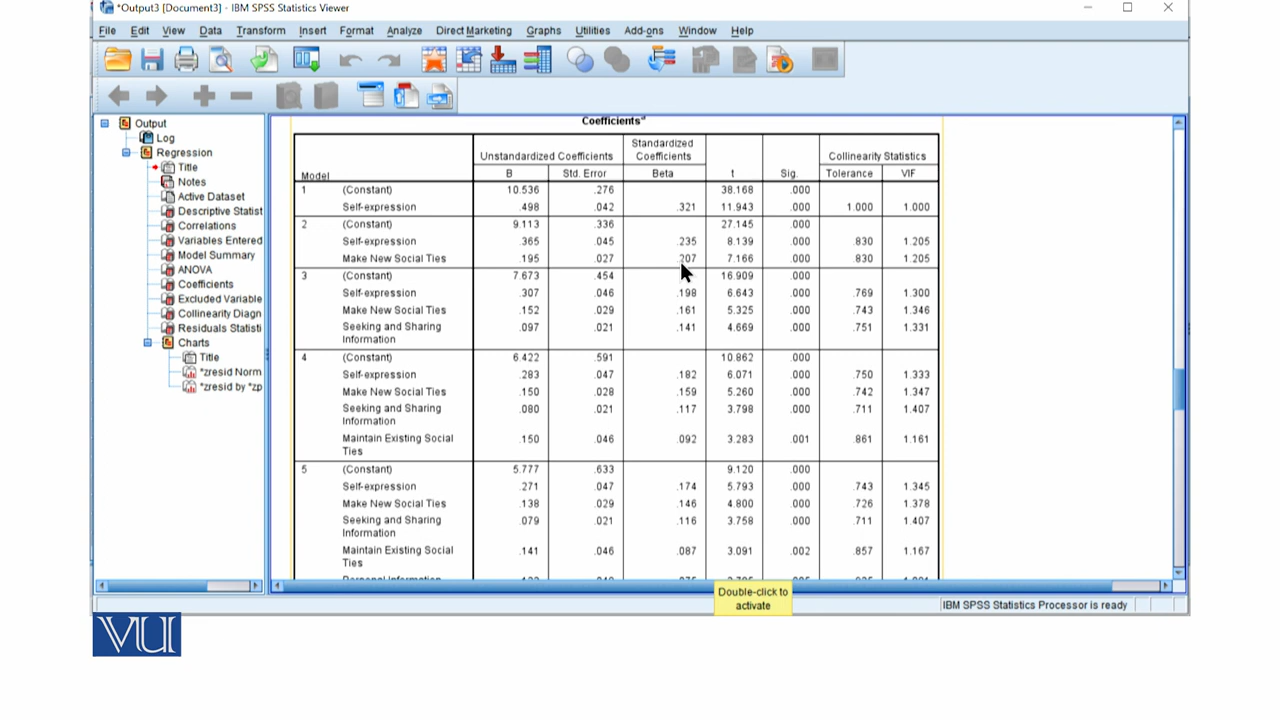 *Output3 [Document3] - IBM SPSS Statistics Viewer
File Edit View Data Transform Insert Format Analyze Direct Marketing Graphs Utilities Add-ons Window Help
Output
Log
Regression
Title
Notes
Active Dataset
Descriptive Statist
Correlations
Variables Entered
Model Summary
ANOVA
Coefficients
Excluded Variable
Collinearity Diagn
Residuals Statisti
Charts
Title
*zresid Norm
*zresid by *zp
Coefficientsᵃ
Model Unstandardized Coefficients Standardized Coefficients t Sig. Collinearity Statistics
B Std. Error Beta Tolerance VIF
1 (Constant) 10.536 .276 38.168 .000
Self-expression .498 .042 .321 11.943 .000 1.000 1.000
2 (Constant) 9.113 .336 27.145 .000
Self-expression .365 .045 .235 8.139 .000 .830 1.205
Make New Social Ties .195 .027 .207 7.166 .000 .830 1.205
3 (Constant) 7.673 .454 16.909 .000
Self-expression .307 .046 .198 6.643 .000 .769 1.300
Make New Social Ties .152 .029 .161 5.325 .000 .743 1.346
Seeking and Sharing Information .097 .021 .141 4.669 .000 .751 1.331
4 (Constant) 6.422 .591 10.862 .000
Self-expression .283 .047 .182 6.071 .000 .750 1.333
Make New Social Ties .150 .028 .159 5.260 .000 .742 1.347
Seeking and Sharing Information .080 .021 .117 3.798 .000 .711 1.407
Maintain Existing Social Ties .150 .046 .092 3.283 .001 .861 1.161
5 (Constant) 5.777 .633 9.120 .000
Self-expression .271 .047 .174 5.793 .000 .743 1.345
Make New Social Ties .138 .029 .146 4.800 .000 .726 1.378
Seeking and Sharing Information .079 .021 .116 3.758 .000 .711 1.407
Maintain Existing Social Ties .141 .046 .087 3.091 .002 .857 1.167
Double-click to
activate
IBM SPSS Statistics Processor is ready
VU